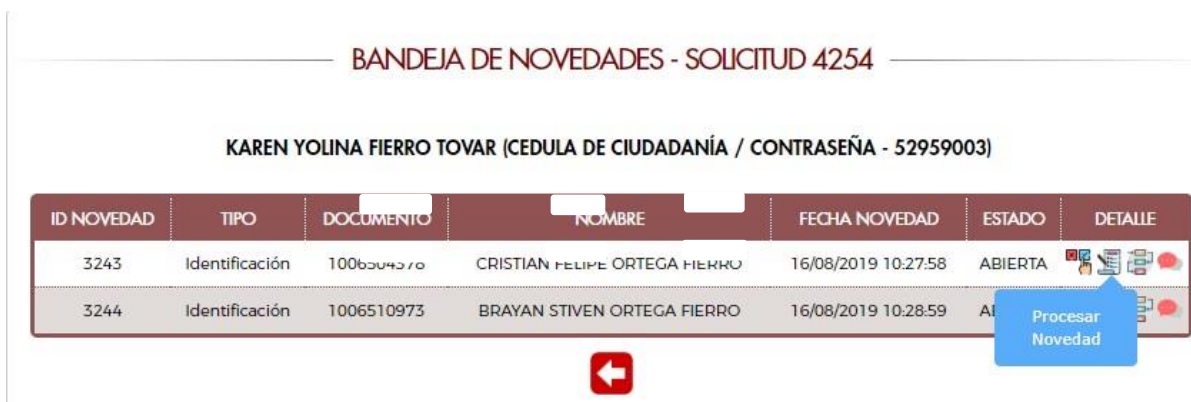 BANDEJA DE NOVEDADES - SOLICITUD 4254
KAREN YOLINA FIERRO TOVAR (CEDULA DE CIUDADANÍA / CONTRASEÑA - 52959003)
ID NOVEDAD TIPO DOCUMENTO NOMBRE FECHA NOVEDAD ESTADO DETALLE
3243 Identificación CRISTIAN FELIPE ORTEGA FIERRO 16/08/2019 10:27:58 ABIERTA
3244 Identificación 1006510973 BRAYAN STIVEN ORTEGA FIERRO 16/08/2019 10:28:59
Procesar
Novedad